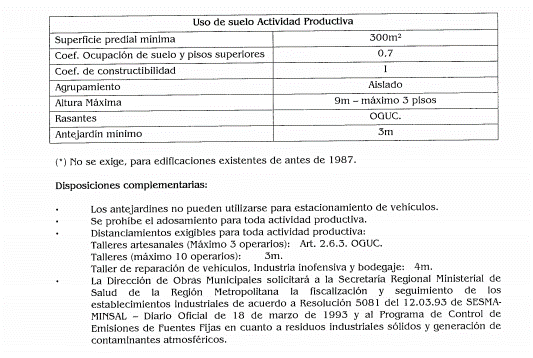 Uso de suelo Actividad Productiva
Superficie predial mínima 300m²
Coef. Ocupación de suelo y pisos superiores 0,7
Coef. de constructibilidad 1
Agrupamiento Aislado
Altura Máxima 9m – máximo 3 pisos
Rasantes OGUC.
Antejardín mínimo 3m
(*) No se exige, para edificaciones existentes de antes de 1987.
Disposiciones complementarias:
· Los antejardines no pueden utilizarse para estacionamiento de vehículos.
· Se prohíbe el adosamiento para toda actividad productiva.
· Distanciamientos exigibles para toda actividad productiva:
Talleres artesanales (Máximo 3 operarios): Art. 2.6.3. OGUC.
Talleres (máximo 10 operarios): 3m.
Taller de reparación de vehículos, Industria inofensiva y bodegaje: 4m.
· La Dirección de Obras Municipales solicitará a la Secretaria Regional Ministerial de
Salud de la Región Metropolitana la fiscalización y seguimiento de los
establecimientos industriales de acuerdo a Resolución 5081 del 12.03.93 de SESMA-
MINSAL – Diario Oficial de 18 de marzo de 1993 y al Programa de Control de
Emisiones de Fuentes Fijas en cuanto a residuos industriales sólidos y generación de
contaminantes atmosféricos.